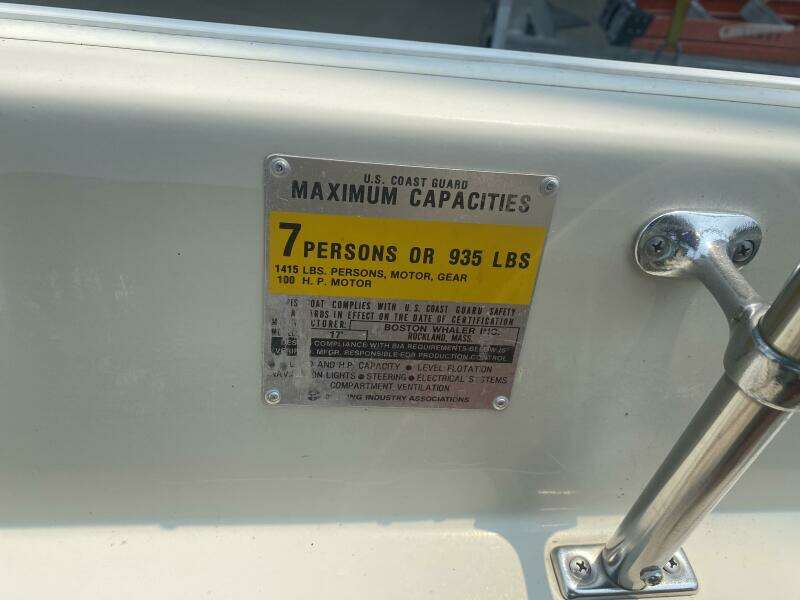 U.S. COAST GUARD
MAXIMUM CAPACITIES
7 PERSONS OR 935 LBS
1415 LBS. PERSONS, MOTOR, GEAR
100 H. P. MOTOR
BOAT COMPLIES WITH U.S. COAST GUARD SAFETY
IN EFFECT ON THE DATE OF CERTIFICATION
BOSTON WHALER INC.
17' ROCKLAND, MASS.
COMPLIANCE WITH BIA REQUIREMENTS BELOW IS
MFGR. RESPONSIBLE FOR PRODUCTION CONTROL
AND H.P. CAPACITY ● LEVEL FLOTATION
LIGHTS ● STEERING ● ELECTRICAL SYSTEMS
COMPARTMENT VENTILATION
INDUSTRY ASSOCIATIONS